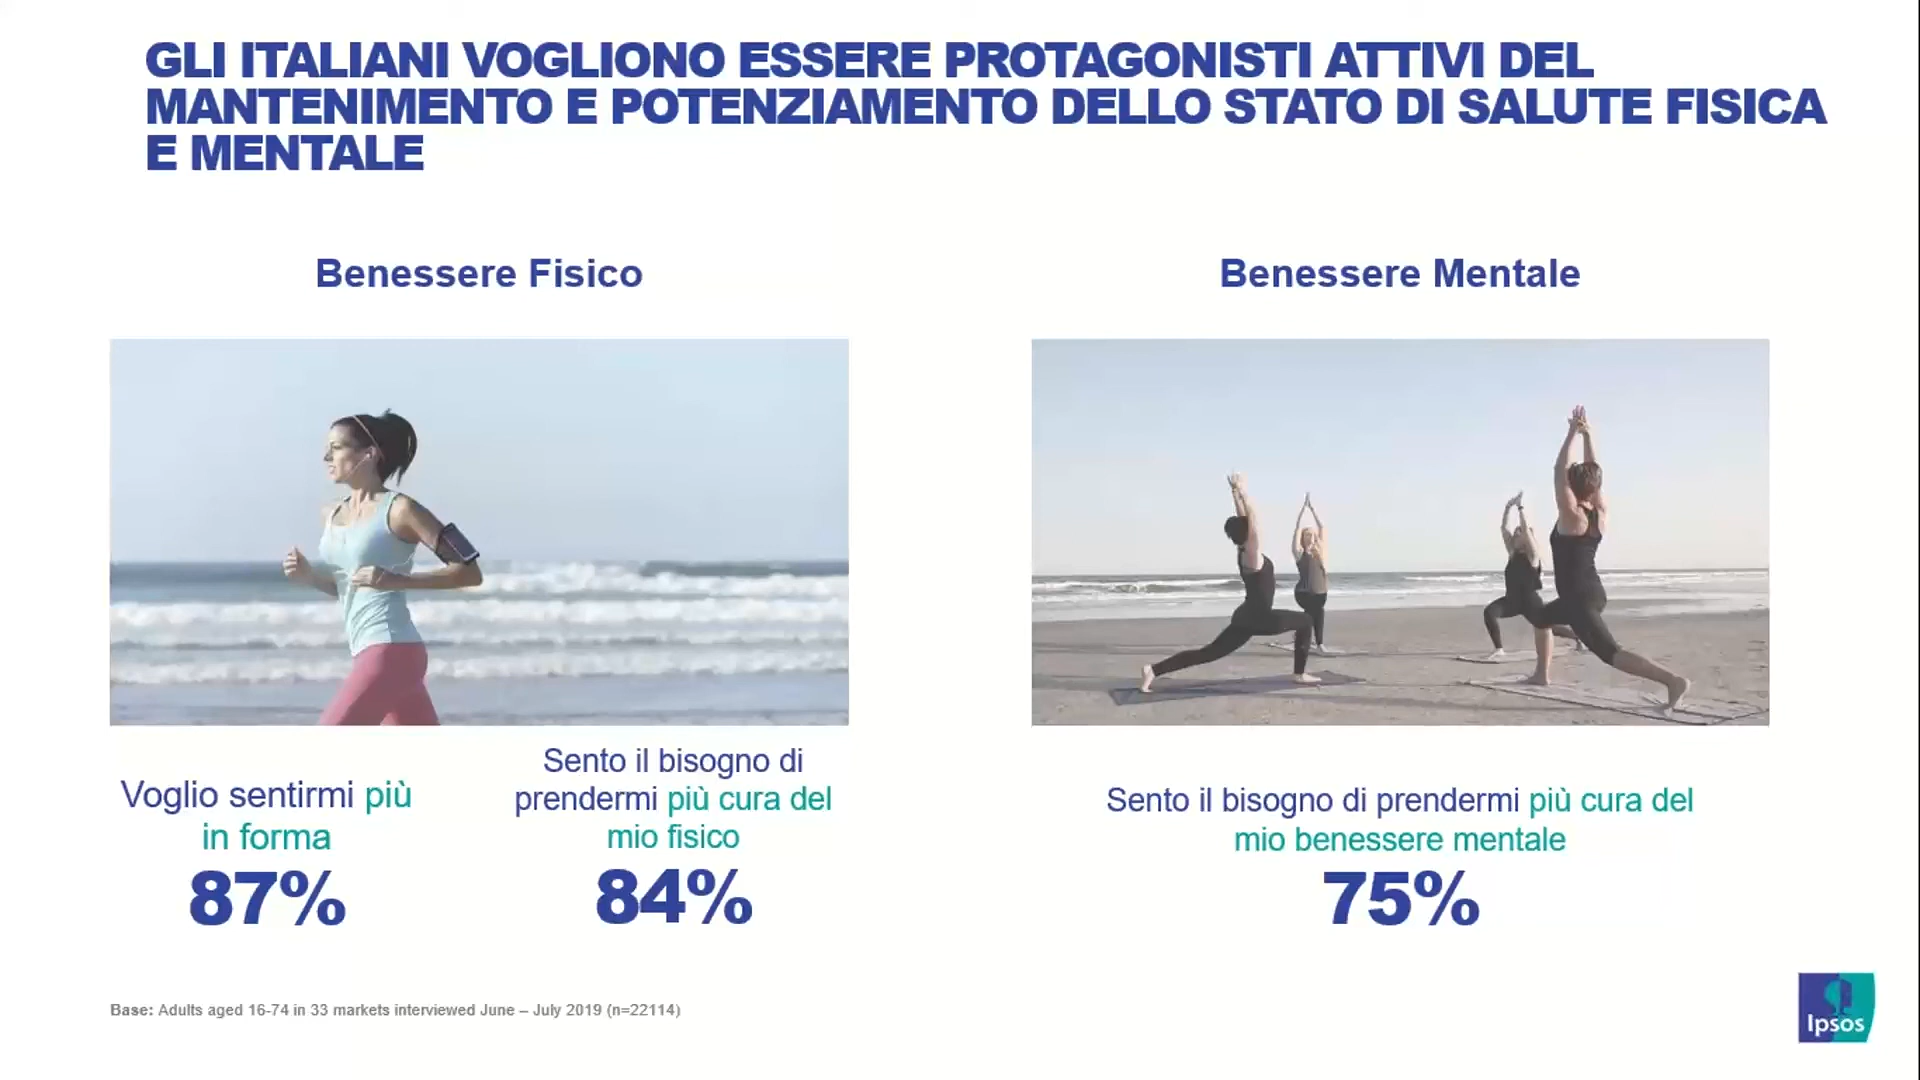 GLI ITALIANI VOGLIONO ESSERE PROTAGONISTI ATTIVI DEL
MANTENIMENTO E POTENZIAMENTO DELLO STATO DI SALUTE FISICA
E MENTALE
Benessere Fisico
Benessere Mentale
Voglio sentirmi più
in forma
87%
Sento il bisogno di
prendermi più cura del
mio fisico
84%
Sento il bisogno di prendermi più cura del
mio benessere mentale
75%
Base: Adults aged 16-74 in 33 markets interviewed June – July 2019 (n=22114)
Ipsos